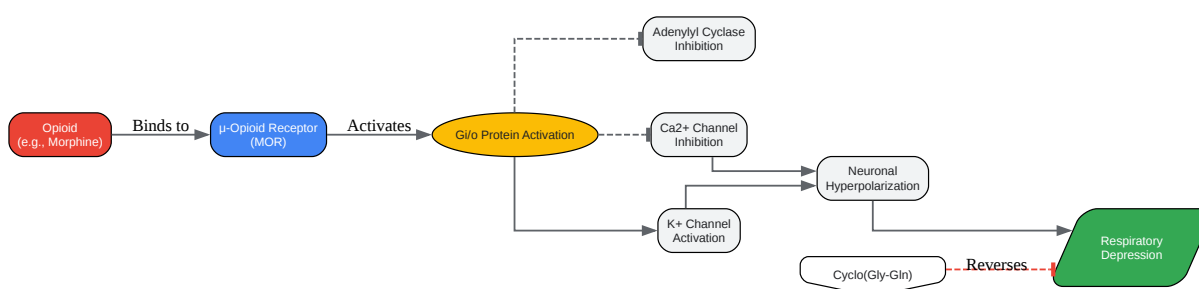 Adenylyl Cyclase
Inhibition
Opioid
(e.g., Morphine)
Binds to
μ-Opioid Receptor
(MOR)
Activates
Gi/o Protein Activation
Ca2+ Channel
Inhibition
Neuronal
Hyperpolarization
K+ Channel
Activation
Respiratory
Depression
Cyclo(Gly-Gln)
Reverses